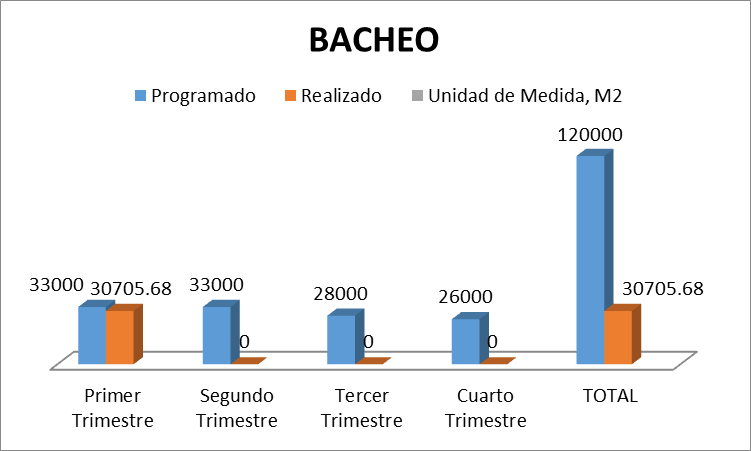 BACHEO
Programado Realizado Unidad de Medida, M2
120000
33000 30705.68 33000 28000 26000 30705.68
0 0 0
Primer Trimestre
Segundo Trimestre
Tercer Trimestre
Cuarto Trimestre
TOTAL